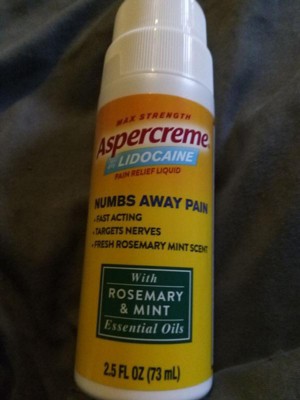 MAX STRENGTH
Aspercreme
LIDOCAINE
PAIN RELIEF LIQUID
NUMBS AWAY PAIN
• FAST ACTING
• TARGETS NERVES
• FRESH ROSEMARY MINT SCENT
With
ROSEMARY
& MINT
Essential Oils
2.5 FL OZ (73 mL)